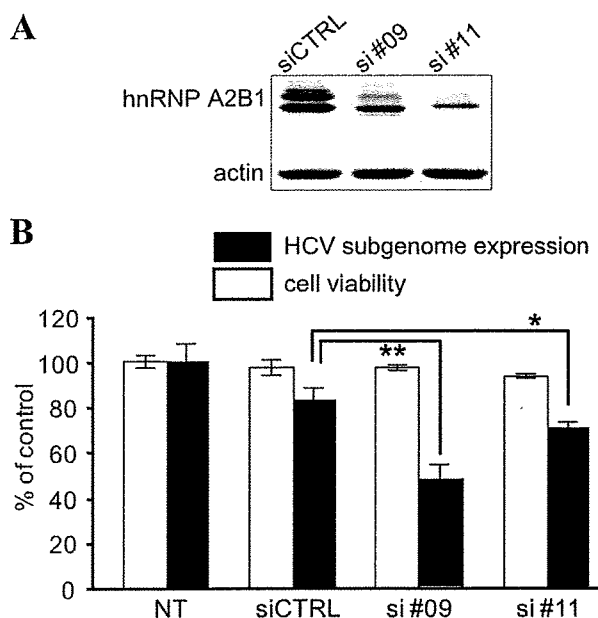 A
siCTRL si #09 si #11
hnRNP A2B1
actin
B
HCV subgenome expression
cell viability
% of control
120
100
80
60
40
20
0
*
**
NT siCTRL si #09 si #11